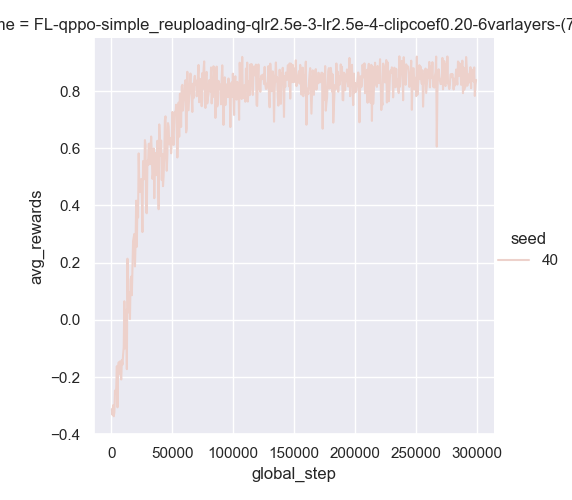 me = FL-qppo-simple_reuploading-qlr2.5e-3-lr2.5e-4-clipcoef0.20-6varlayers-(7
avg_rewards
0.8
0.6
0.4
0.2
0.0
−0.2
−0.4
0 50000 100000 150000 200000 250000 300000
global_step
seed
40